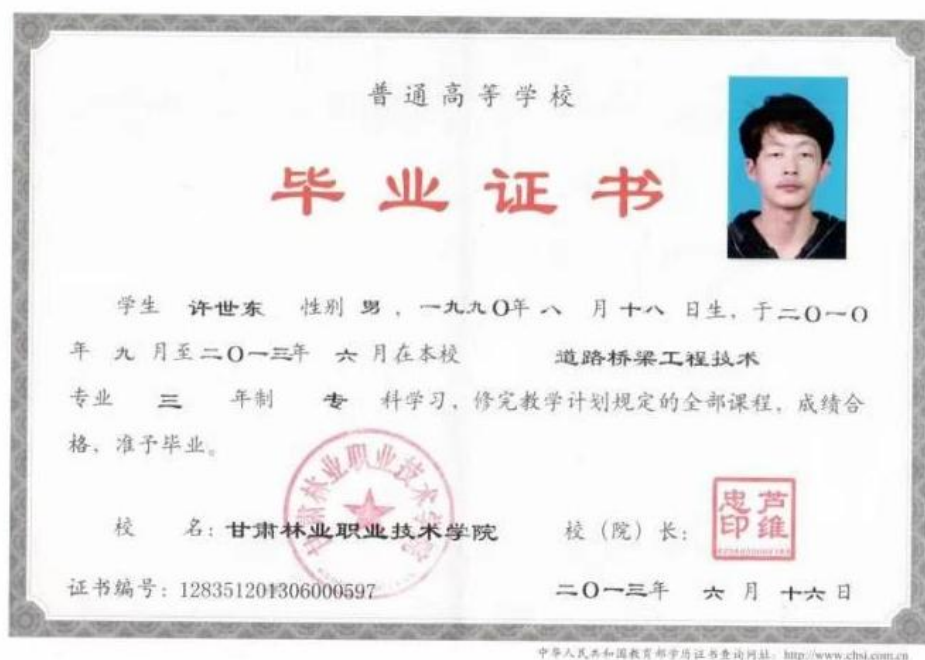 普通高等学校
毕业证书
学生 许世东 性别 男 ，一九九〇年 八 月 十八 日生，于二〇一〇
年 九 月至二〇一三年 六 月在本校 道路桥梁工程技术
专业 三 年制 专 科学习，修完教学计划规定的全部课程，成绩合
格，准予毕业。
甘肃林业职业技术学院
校 名：甘肃林业职业技术学院 校（院）长：
芦维忠印
证书编号：128351201306000597 二〇一三年 六 月 十六 日
中华人民共和国教育部学历证书查询网址：http://www.chsi.com.cn